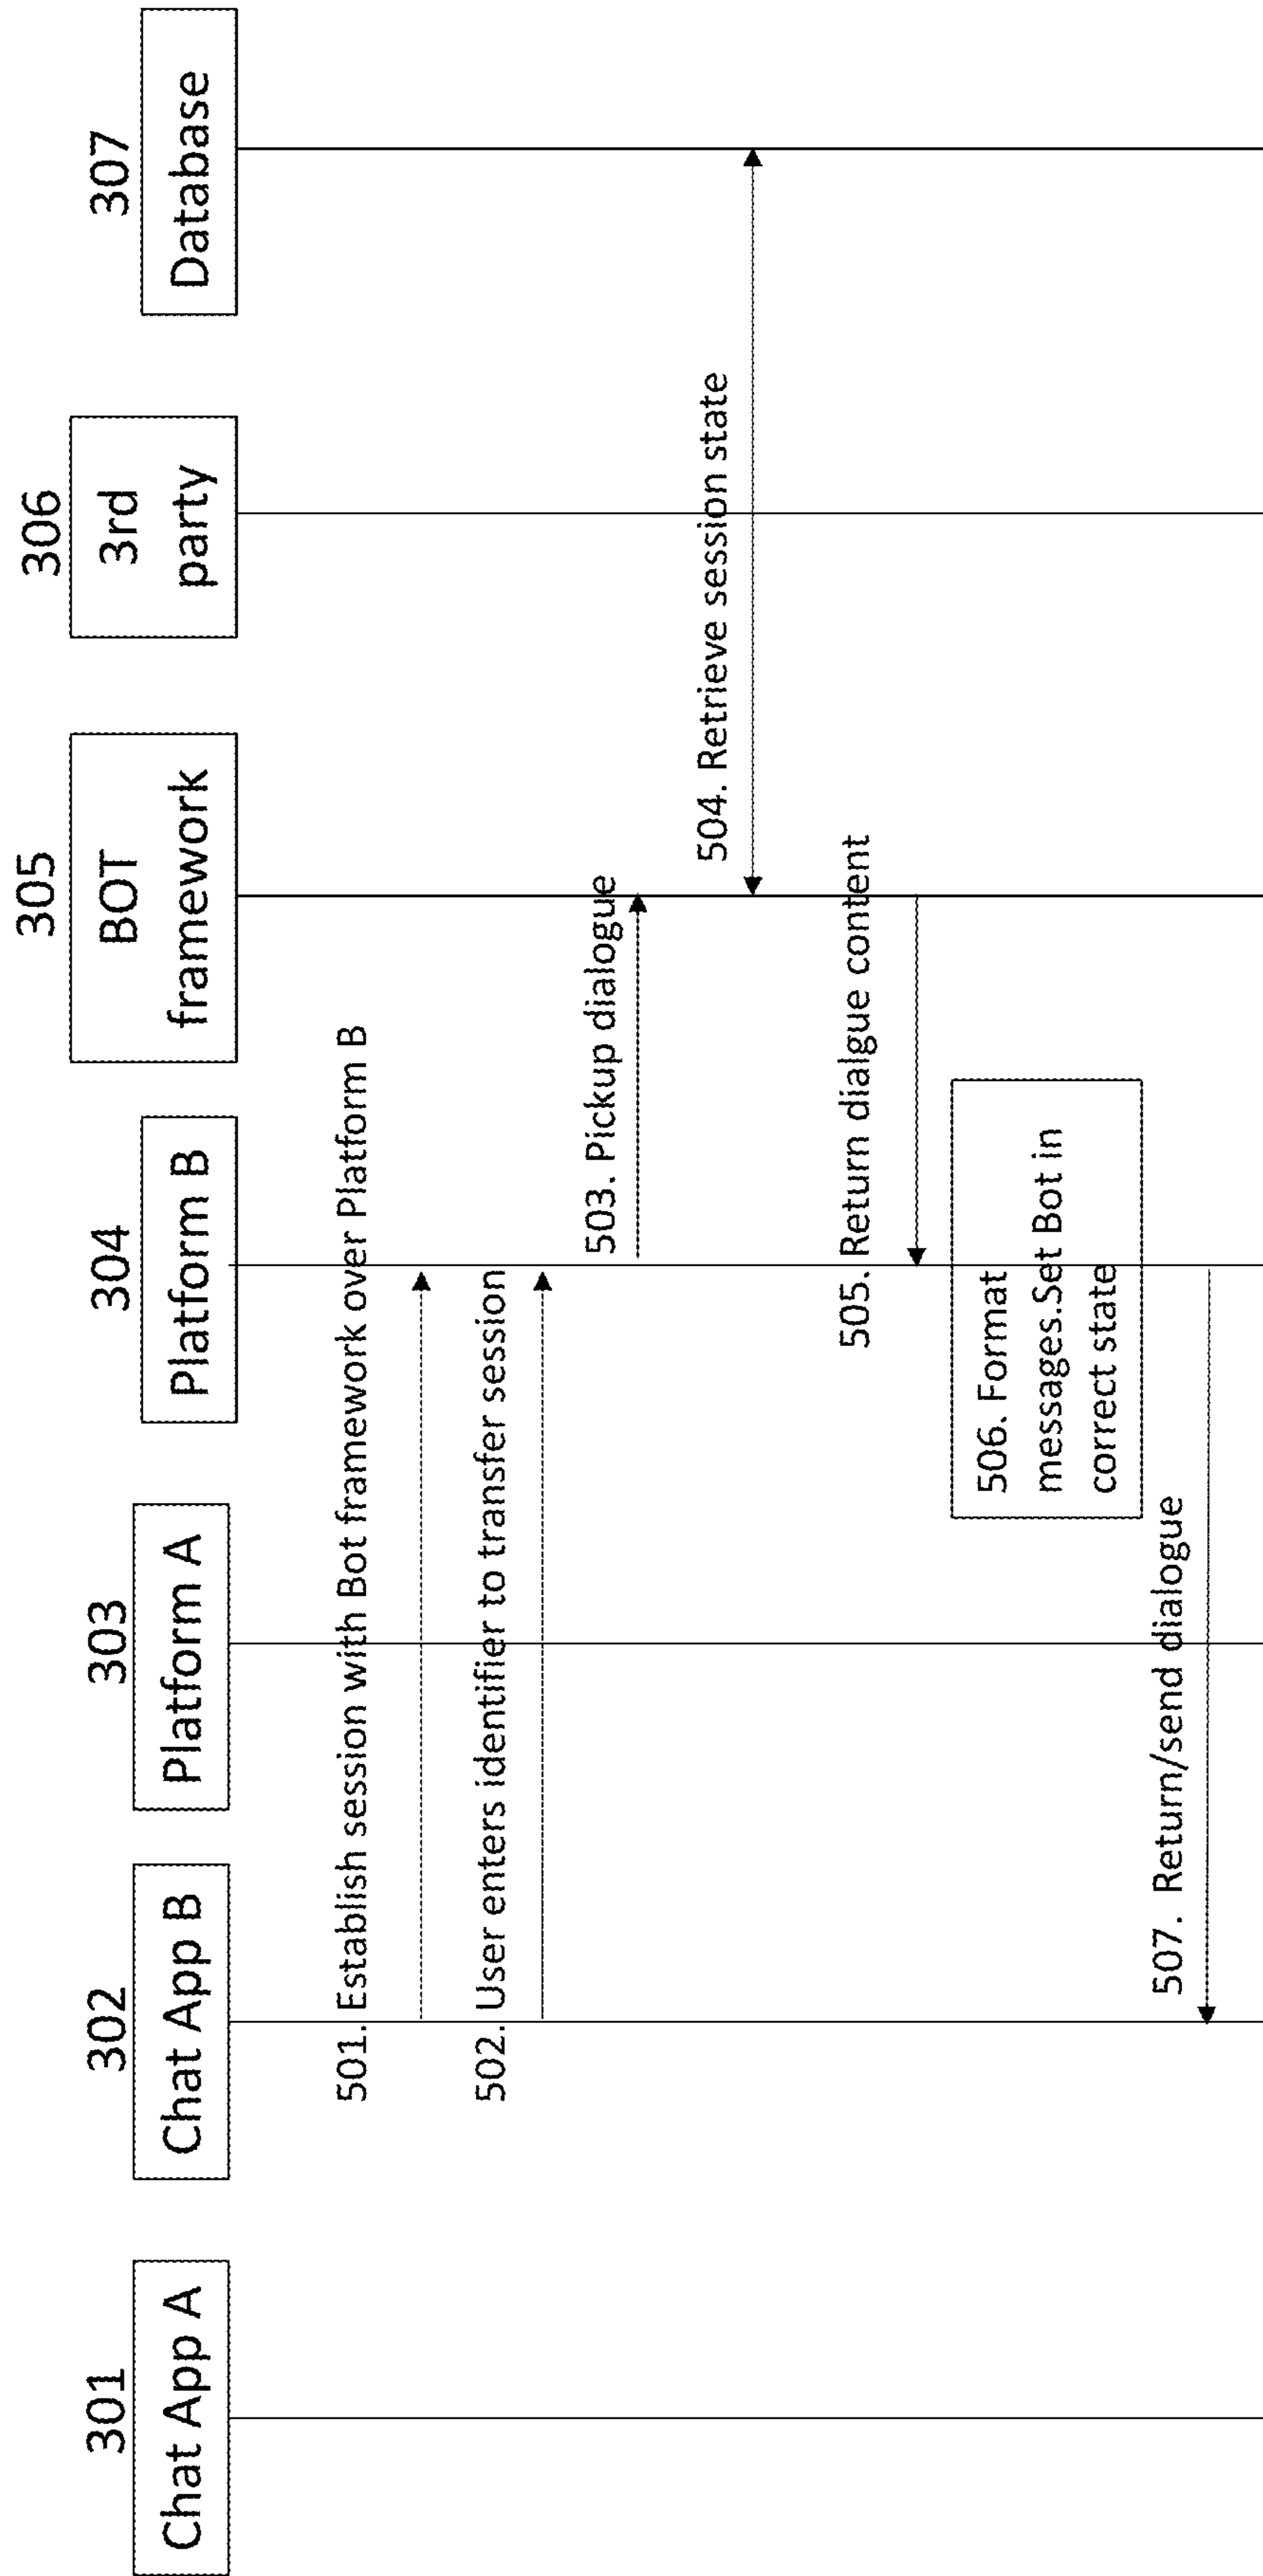 301
302
303
304
305
306
307
Chat App A
Chat App B
Platform A
Platform B
BOT
framework
3rd
party
Database
501. Establish session with Bot framework over Platform B
502. User enters identifier to transfer session
503. Pickup dialogue
504. Retrieve session state
505. Return dialgue content
506. Format
messages.Set Bot in
correct state
507. Return/send dialogue